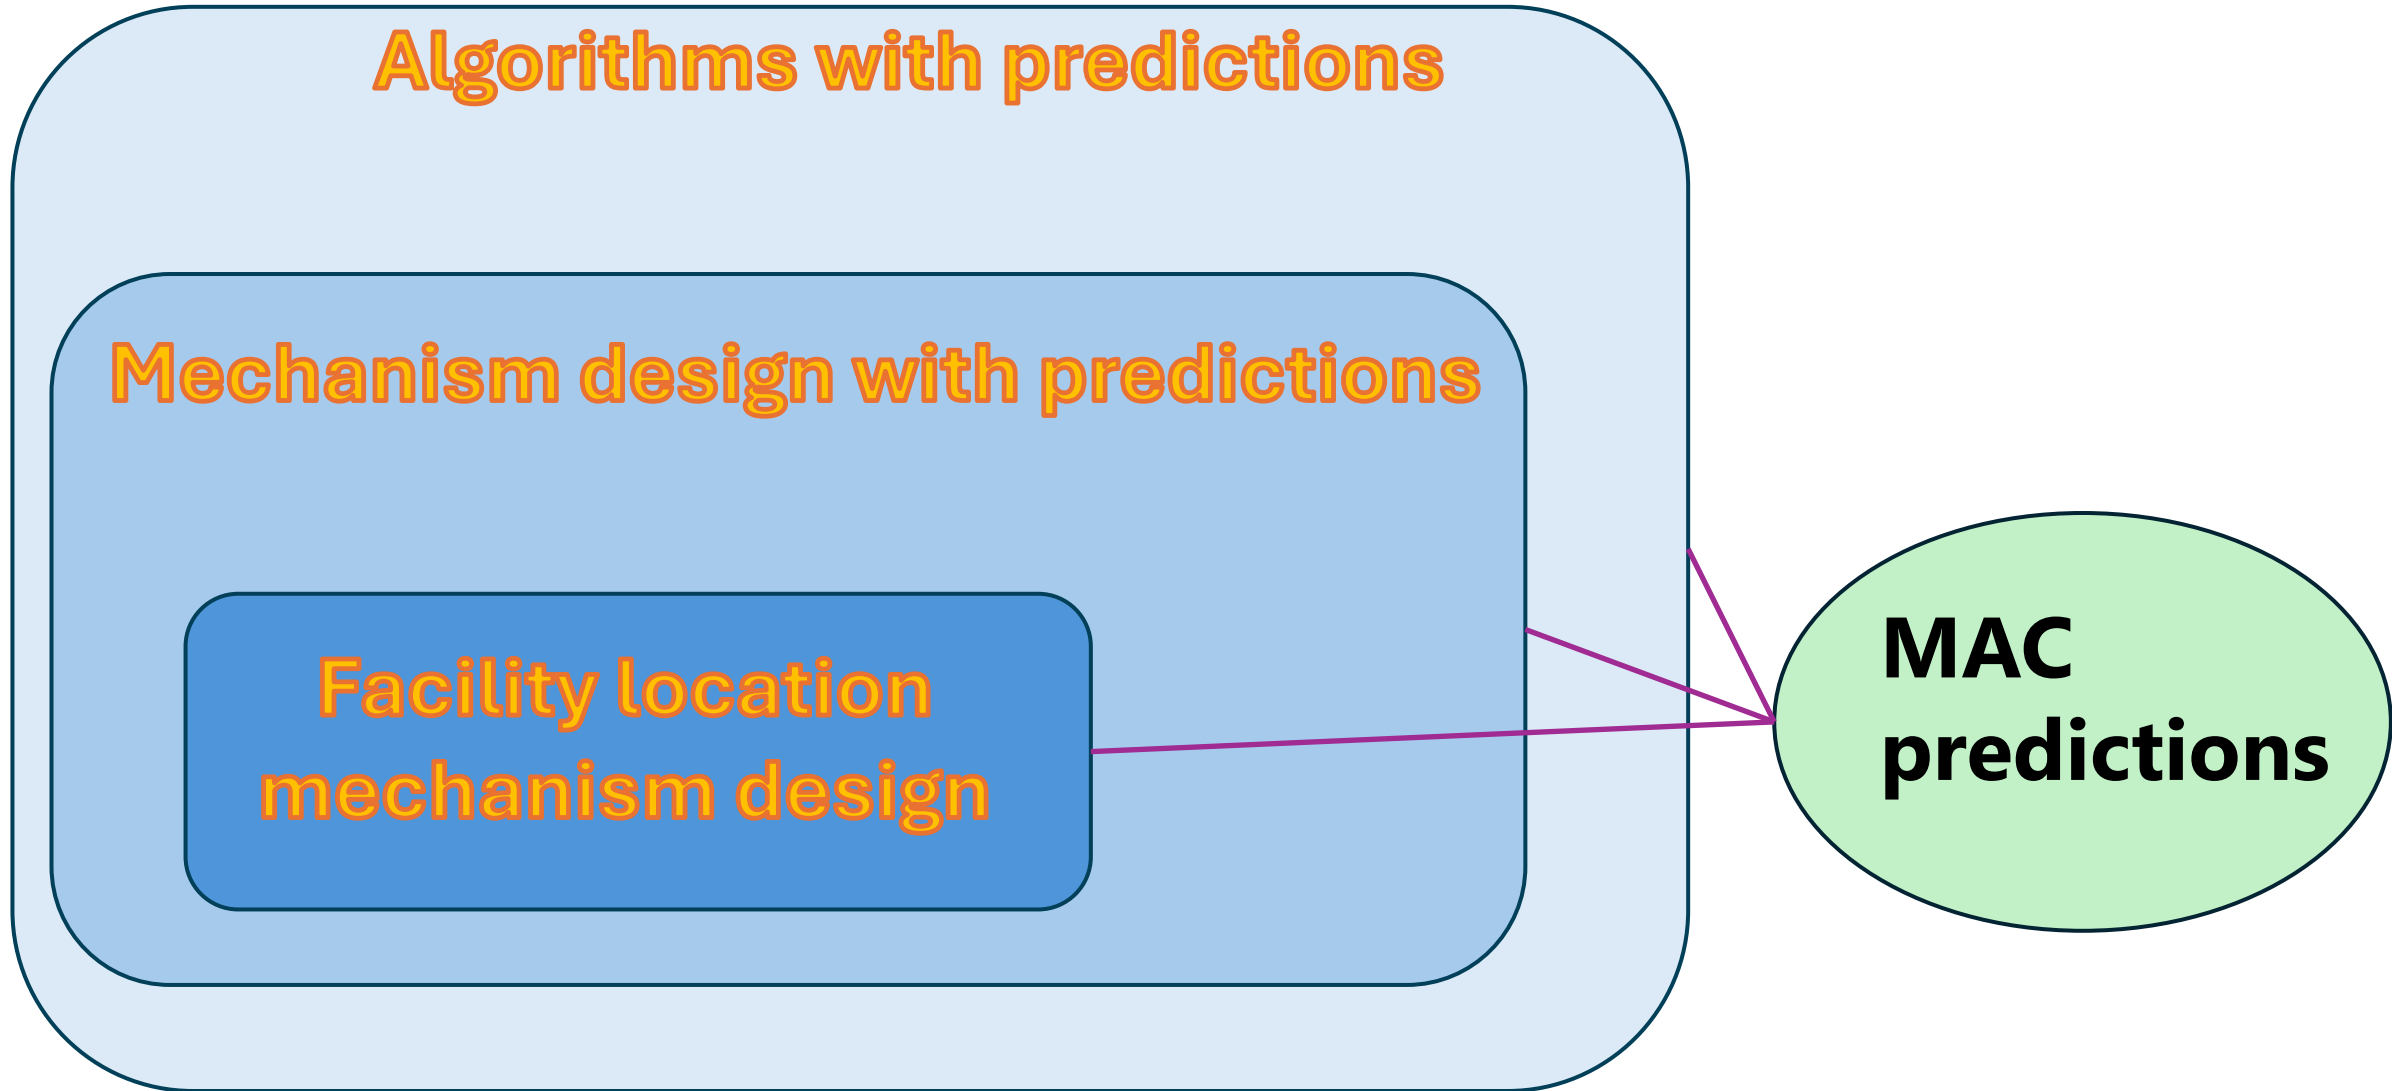 Algorithms with predictions
Mechanism design with predictions
Facility location
mechanism design
MAC
predictions